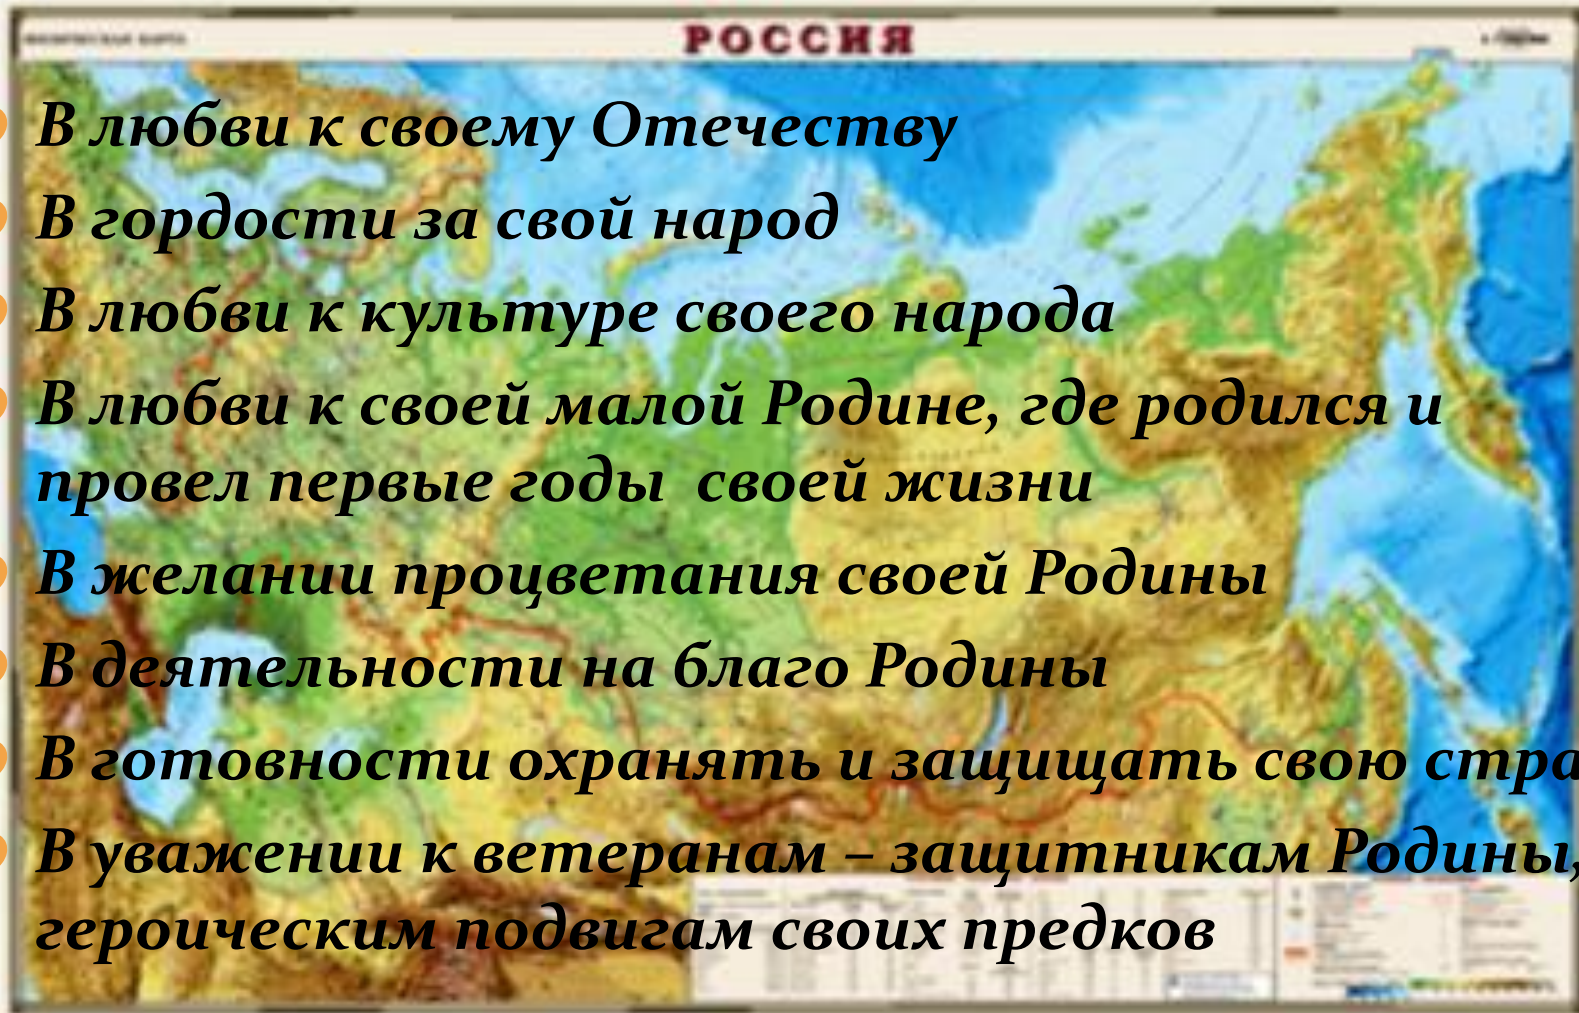 РОССИЯ
В любви к своему Отечеству
В гордости за свой народ
В любви к культуре своего народа
В любви к своей малой Родине, где родился и
провел первые годы своей жизни
В желании процветания своей Родины
В деятельности на благо Родины
В готовности охранять и защищать свою стра
В уважении к ветеранам – защитникам Родины,
героическим подвигам своих предков